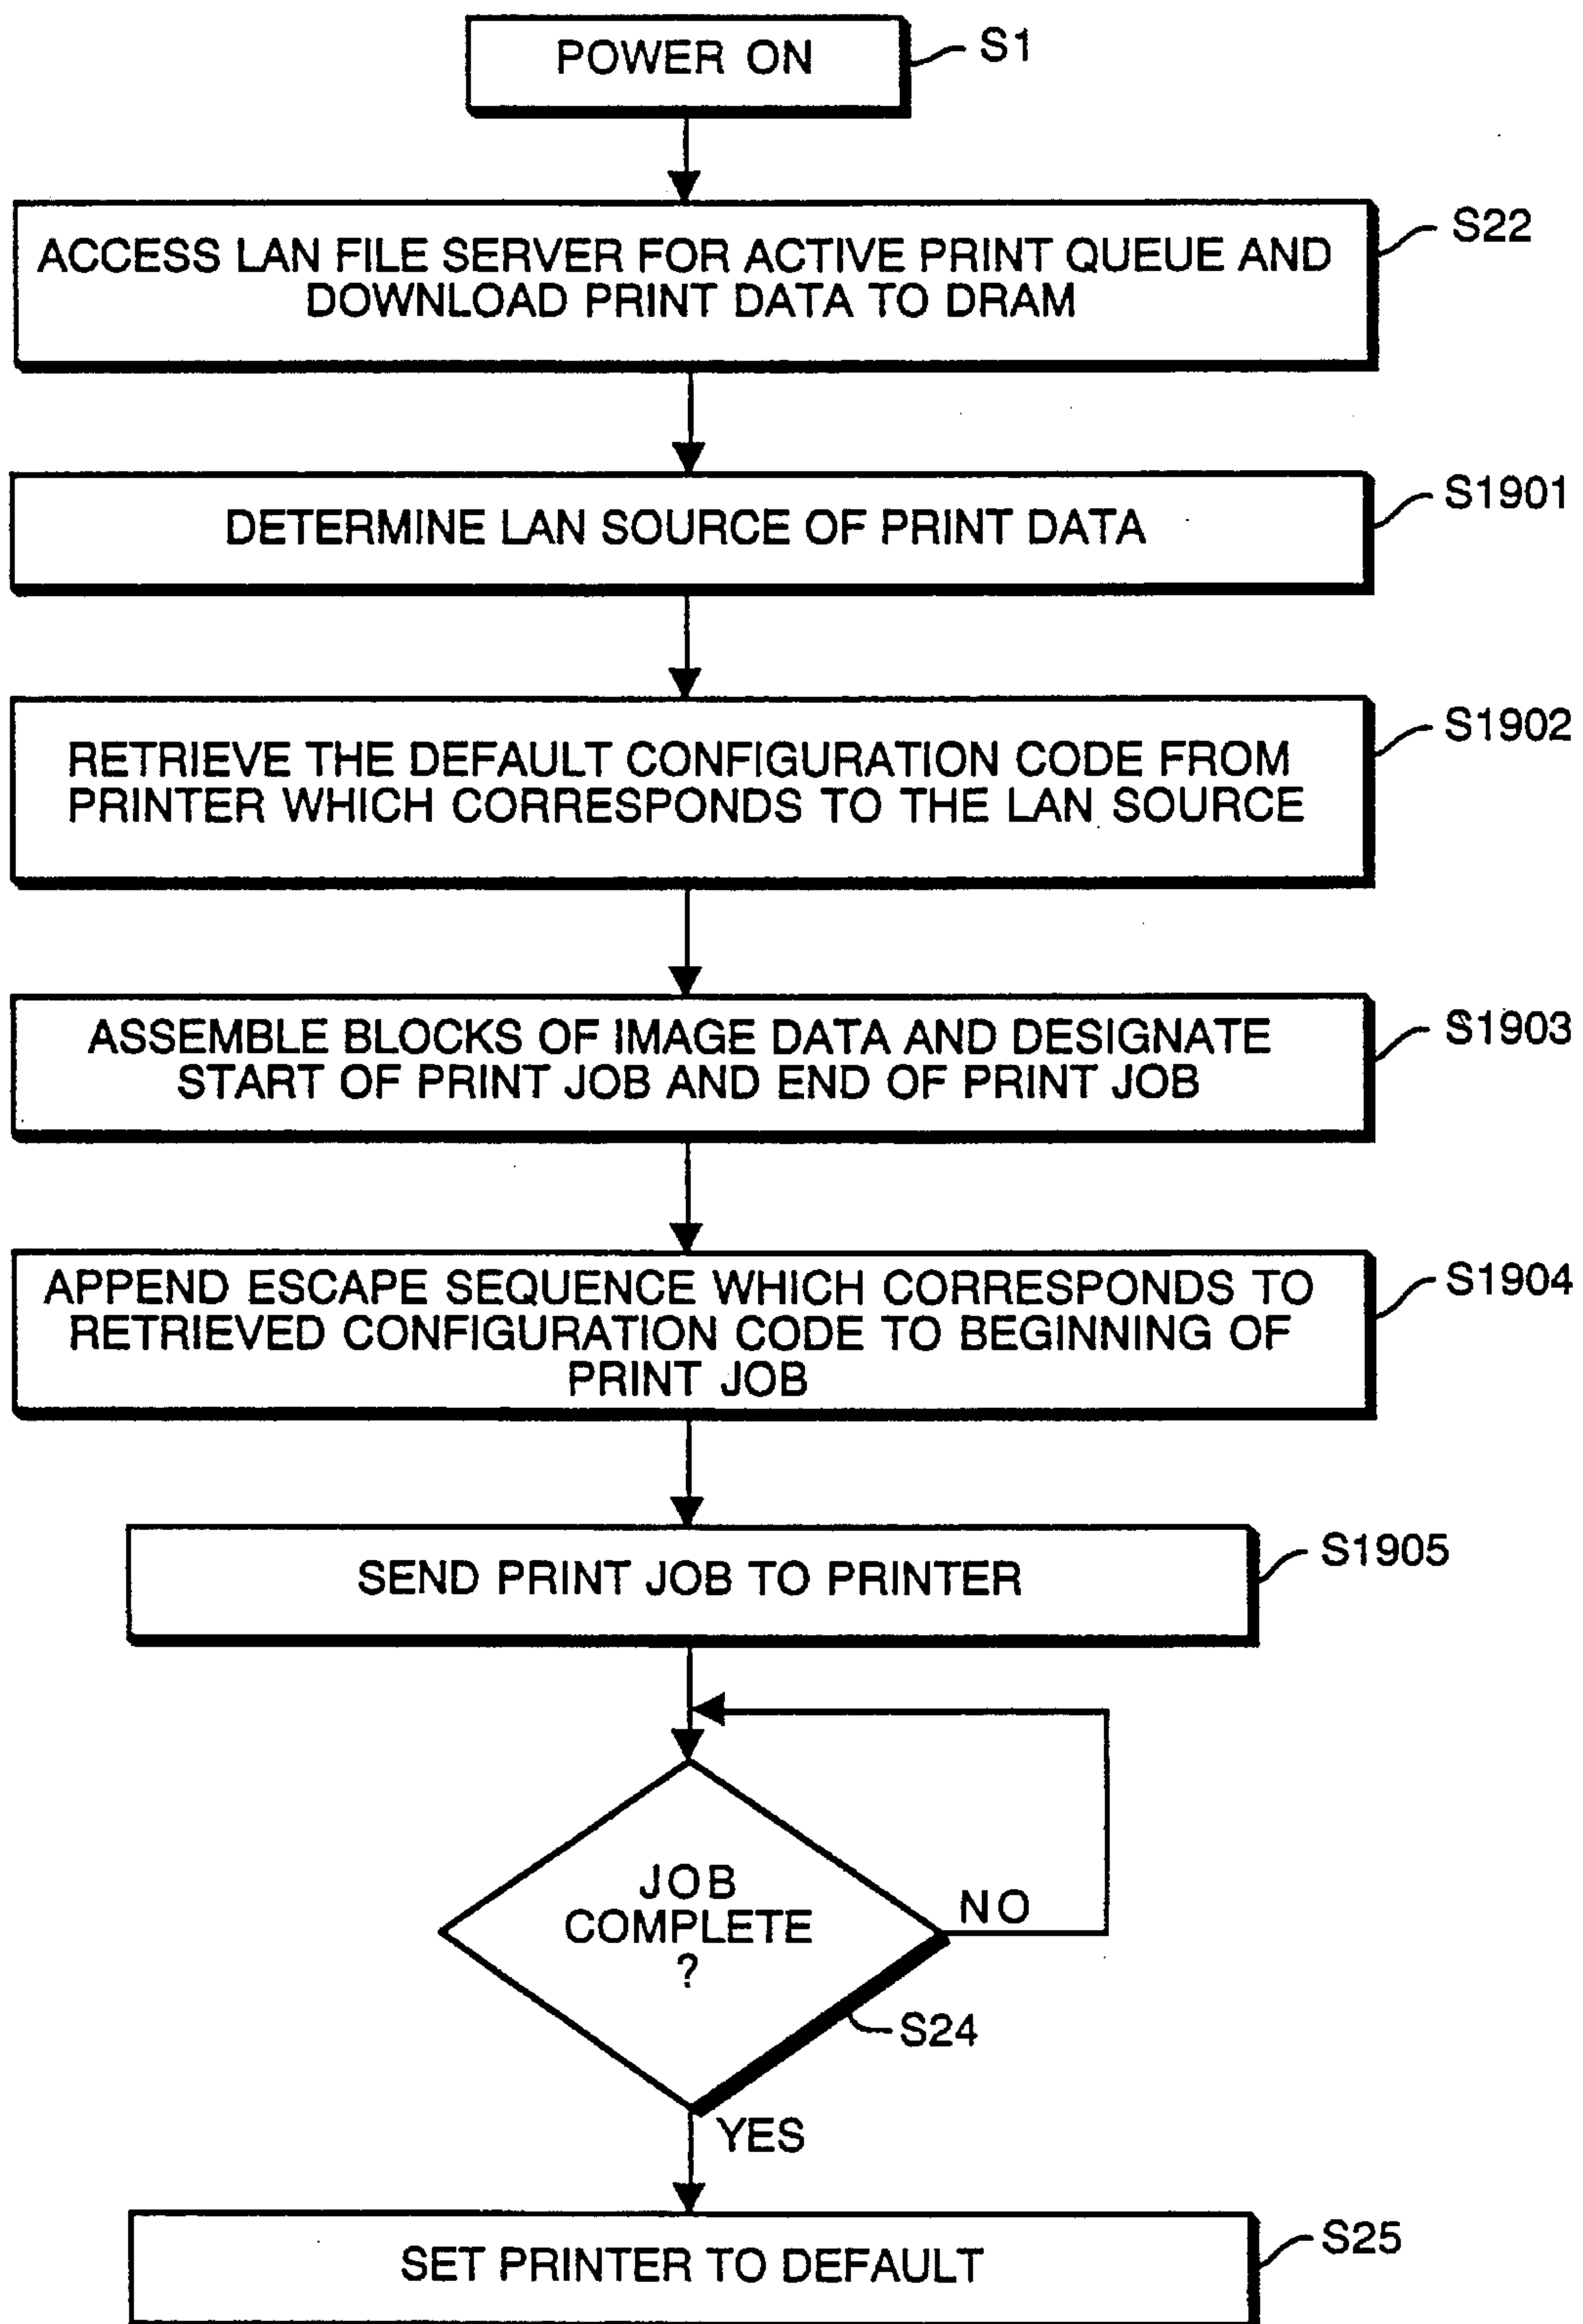 POWER ON
S1
ACCESS LAN FILE SERVER FOR ACTIVE PRINT QUEUE AND
DOWNLOAD PRINT DATA TO DRAM
S22
DETERMINE LAN SOURCE OF PRINT DATA
S1901
RETRIEVE THE DEFAULT CONFIGURATION CODE FROM
PRINTER WHICH CORRESPONDS TO THE LAN SOURCE
S1902
ASSEMBLE BLOCKS OF IMAGE DATA AND DESIGNATE
START OF PRINT JOB AND END OF PRINT JOB
S1903
APPEND ESCAPE SEQUENCE WHICH CORRESPONDS TO
RETRIEVED CONFIGURATION CODE TO BEGINNING OF
PRINT JOB
S1904
SEND PRINT JOB TO PRINTER
S1905
JOB
COMPLETE
?
NO
S24
YES
SET PRINTER TO DEFAULT
S25